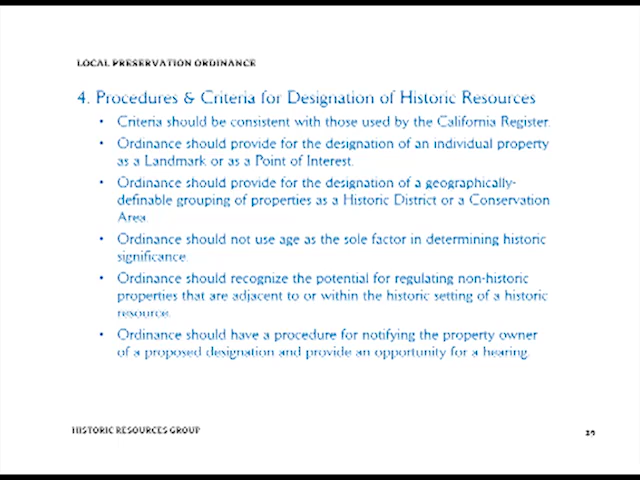 LOCAL PRESERVATION ORDINANCE
4. Procedures & Criteria for Designation of Historic Resources
• Criteria should be consistent with those used by the California Register.
• Ordinance should provide for the designation of an individual property
as a Landmark or as a Point of Interest.
• Ordinance should provide for the designation of a geographically-
definable grouping of properties as a Historic District or a Conservation
Area.
• Ordinance should not use age as the sole factor in determining historic
significance.
• Ordinance should recognize the potential for regulating non-historic
properties that are adjacent to or within the historic setting of a historic
resource.
• Ordinance should have a procedure for notifying the property owner
of a proposed designation and provide an opportunity for a hearing.
HISTORIC RESOURCES GROUP